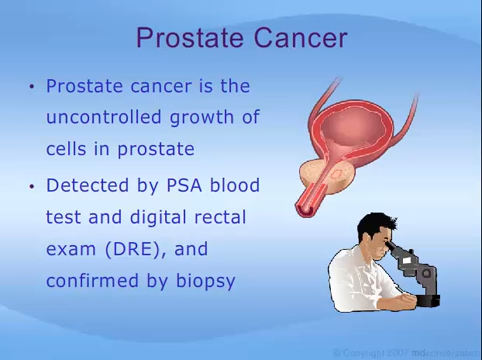 Prostate Cancer
• Prostate cancer is the
uncontrolled growth of
cells in prostate
• Detected by PSA blood
test and digital rectal
exam (DRE), and
confirmed by biopsy
© Copyright 2007